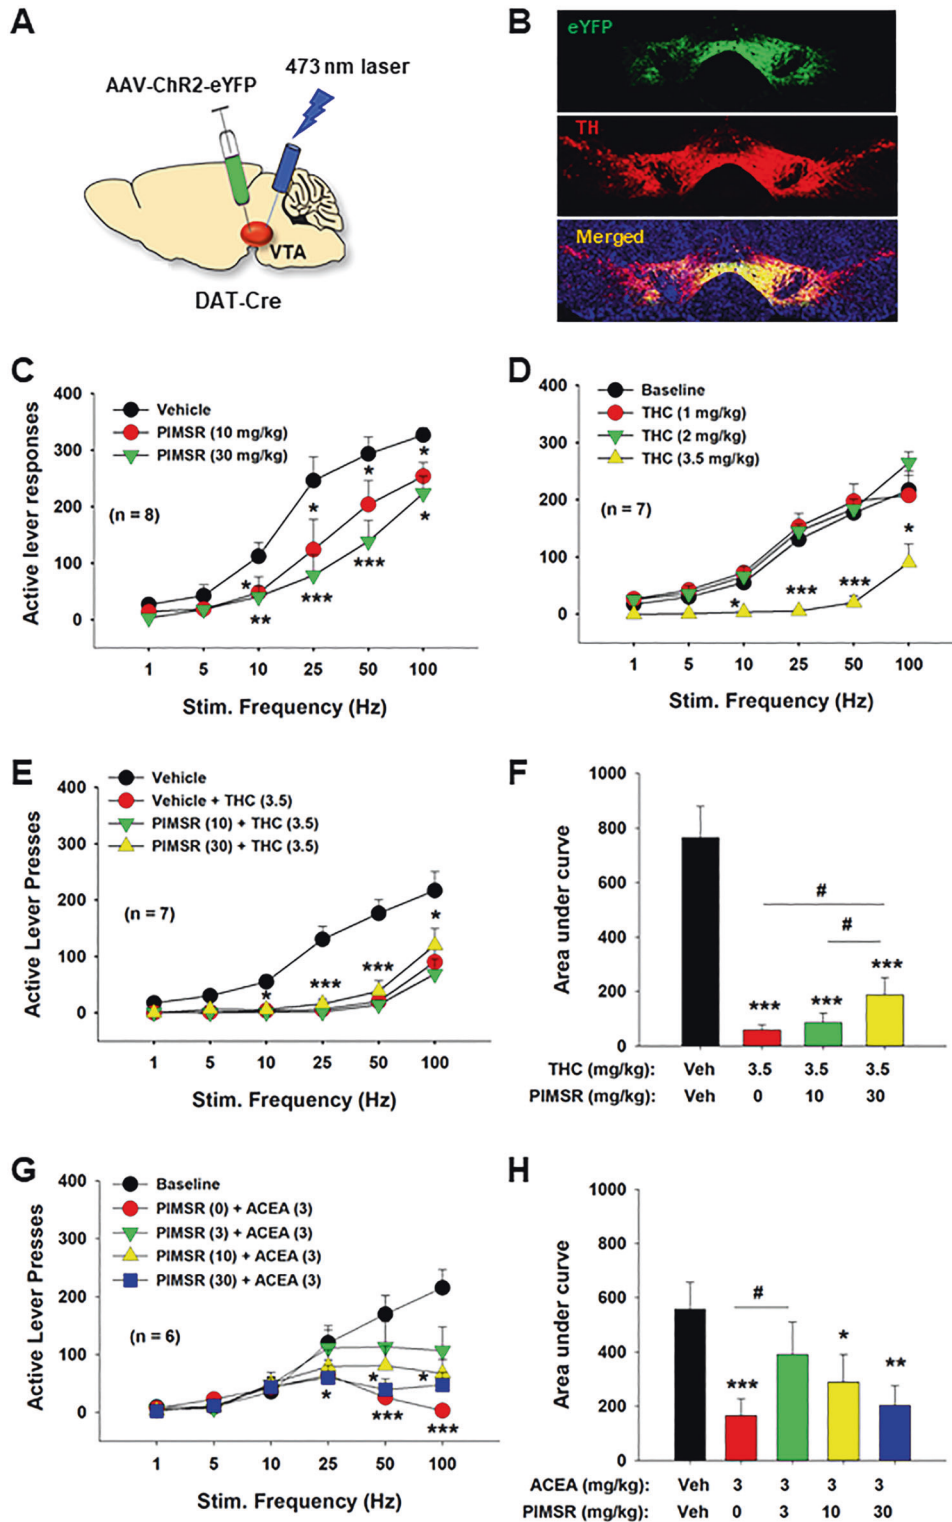 A
473 nm laser
AAV-ChR2-eYFP
VTA
DAT-Cre
B
eYFP
TH
Merged
C
Active lever responses
400
300
200
100
0
Vehicle
PIMSR (10 mg/kg)
PIMSR (30 mg/kg)
(n = 8)
*
*
*
*
**
***
***
*
1 5 10 25 50 100
Stim. Frequency (Hz)
D
400
300
200
100
0
Baseline
THC (1 mg/kg)
THC (2 mg/kg)
THC (3.5 mg/kg)
(n = 7)
*
***
***
*
1 5 10 25 50 100
Stim. Frequency (Hz)
E
Active Lever Presses
400
300
200
100
0
Vehicle
Vehicle + THC (3.5)
PIMSR (10) + THC (3.5)
PIMSR (30) + THC (3.5)
(n = 7)
*
***
***
*
1 5 10 25 50 100
Stim. Frequency (Hz)
F
Area under curve
1000
800
600
400
200
0
#
#
***
***
***
THC (mg/kg): Veh 3.5 3.5 3.5
PIMSR (mg/kg): Veh 0 10 30
G
Active Lever Presses
400
300
200
100
0
Baseline
PIMSR (0) + ACEA (3)
PIMSR (3) + ACEA (3)
PIMSR (10) + ACEA (3)
PIMSR (30) + ACEA (3)
(n = 6)
*
*
*
***
***
1 5 10 25 50 100
Stim. Frequency (Hz)
H
Area under curve
1000
800
600
400
200
0
#
***
*
**
ACEA (mg/kg): Veh 3 3 3 3
PIMSR (mg/kg): Veh 0 3 10 30